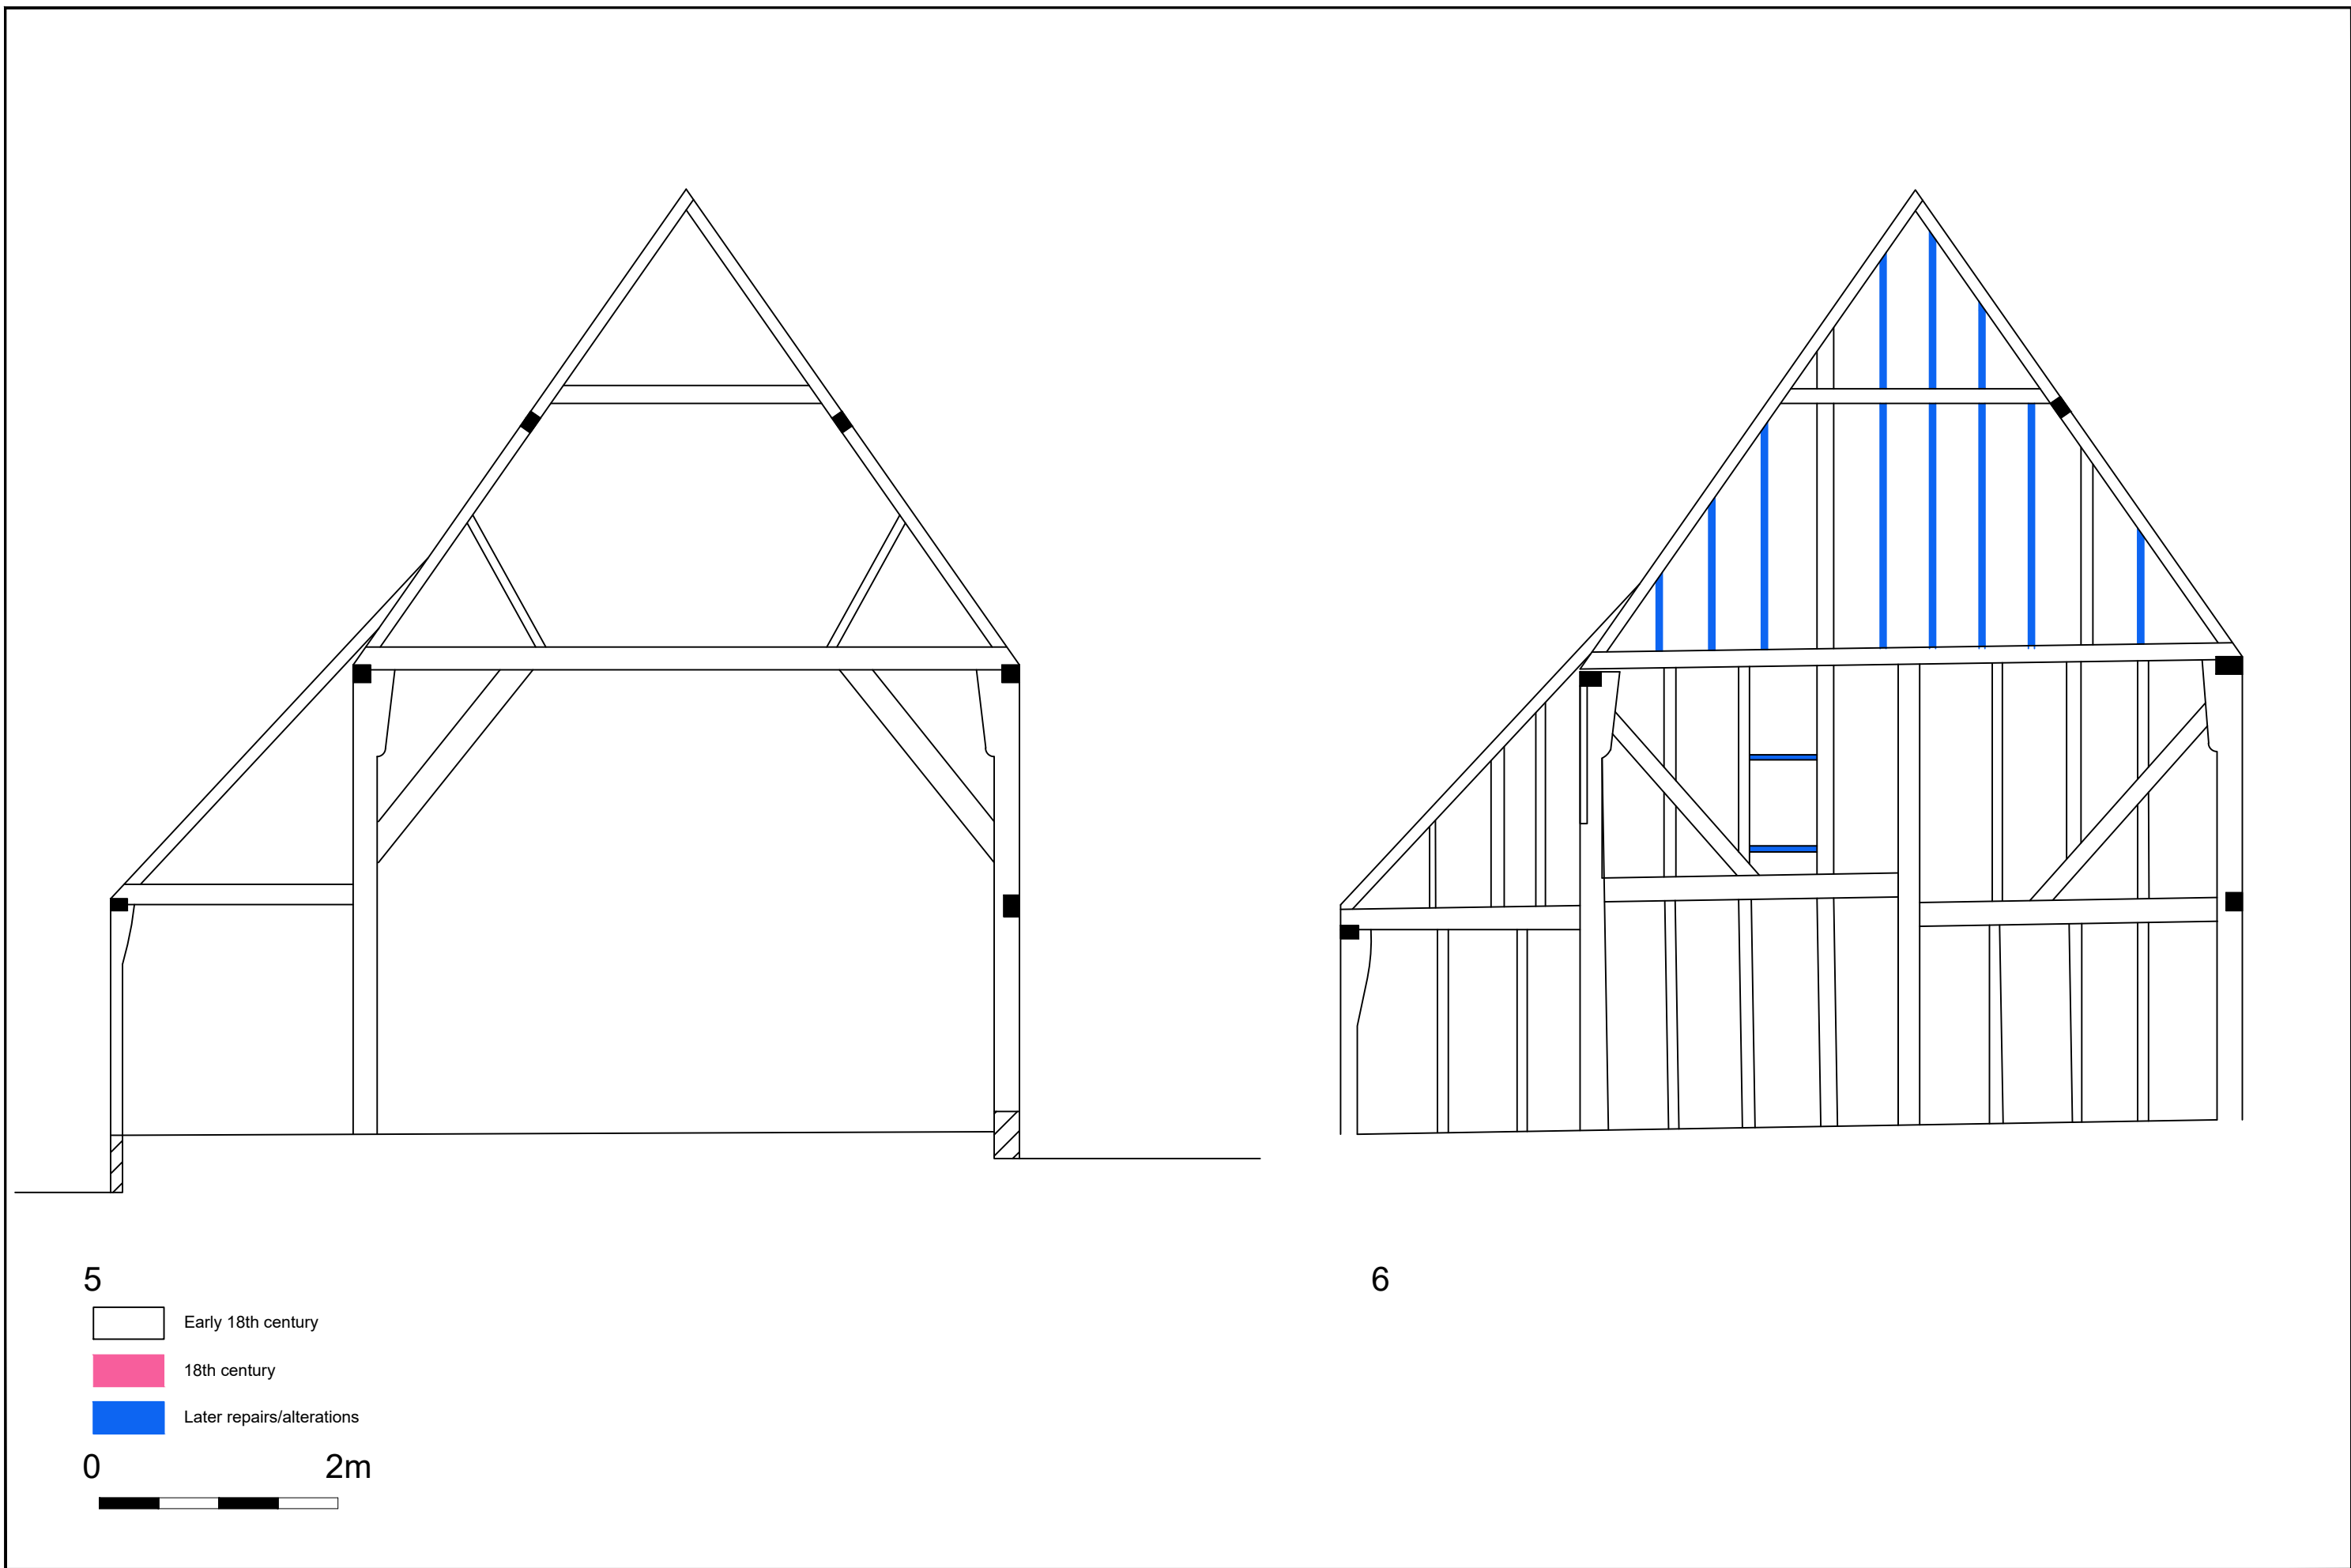 5
6
Early 18th century
18th century
Later repairs/alterations
0 2m